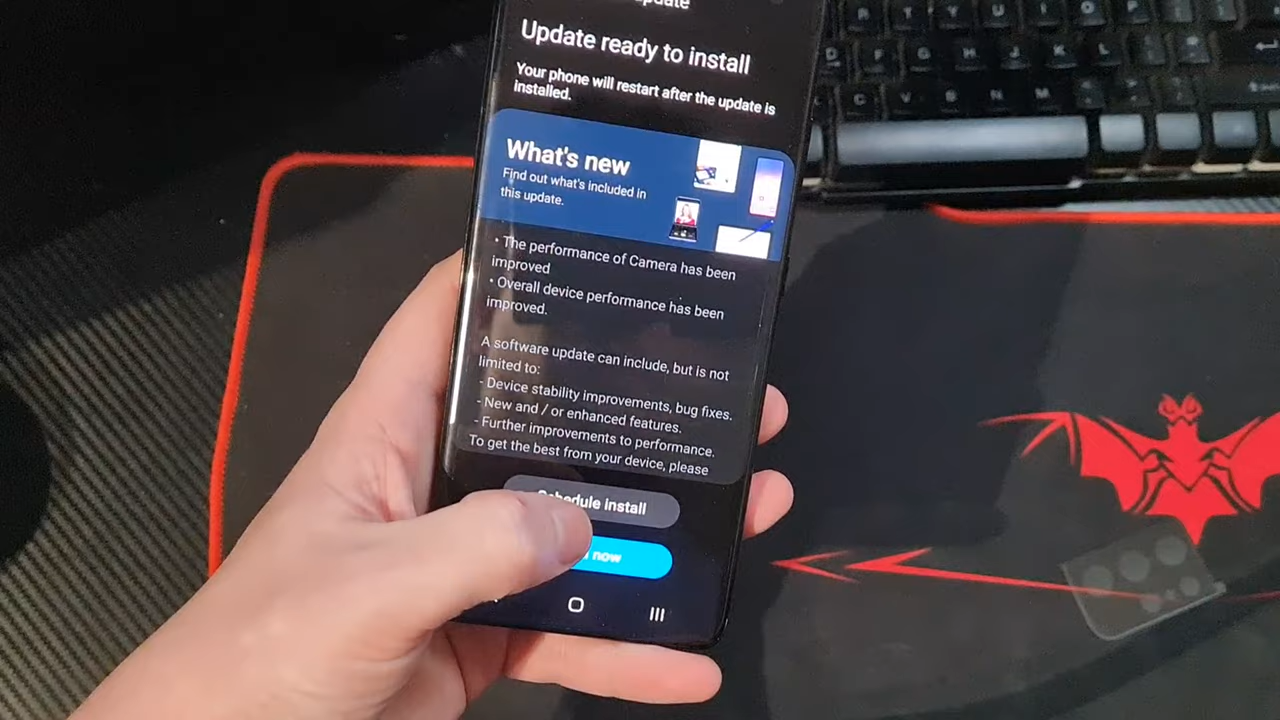 Update ready to install
Your phone will restart after the update is
installed.
What's new
Find out what's included in
this update.
• The performance of Camera has been
improved
• Overall device performance has been
improved.
A software update can include, but is not
limited to:
- Device stability improvements, bug fixes.
- New and / or enhanced features.
- Further improvements to performance.
To get the best from your device, please
Schedule install
now
R T Y U I O P
D F G H J K L
C V B N M